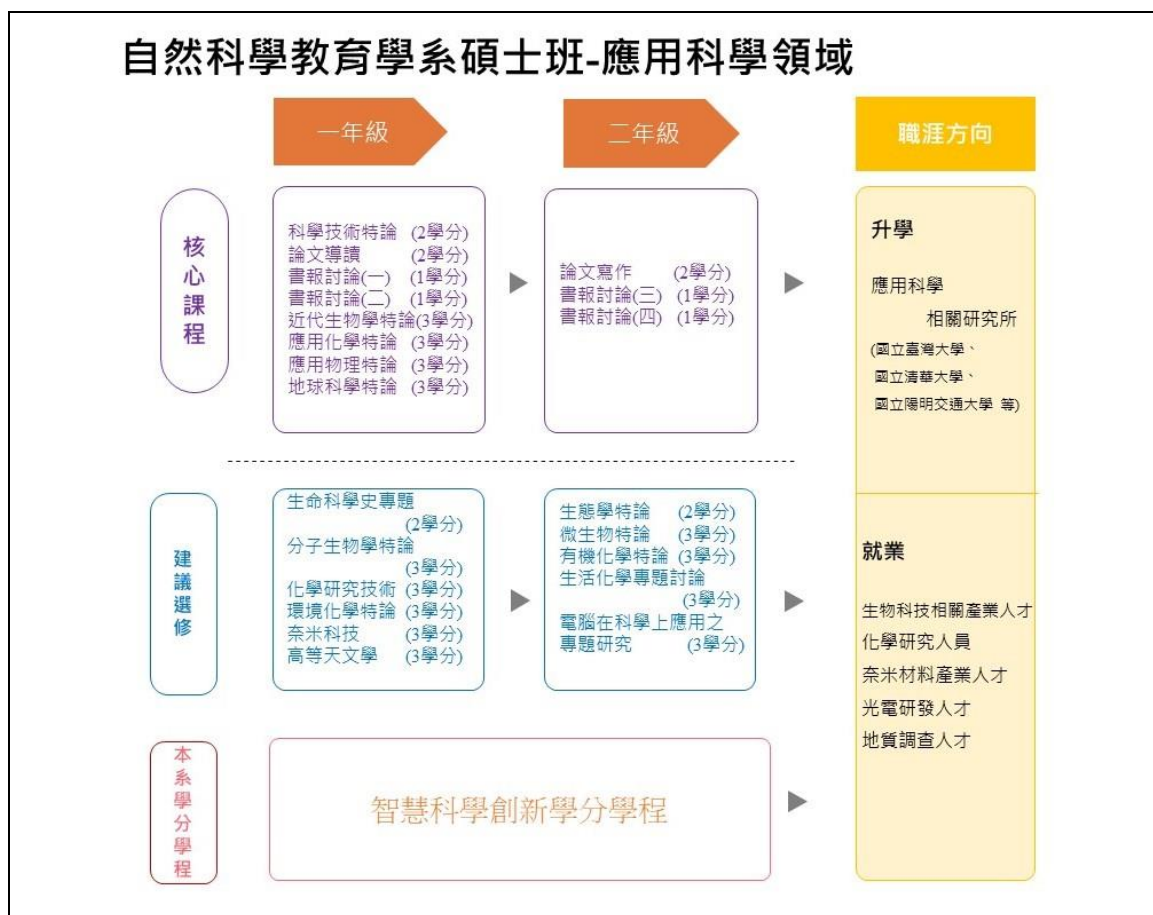 自然科學教育學系碩士班-應用科學領域
一年級
二年級
職涯方向
核心課程
科學技術特論 (2學分)
論文導讀 (2學分)
書報討論(一) (1學分)
書報討論(二) (1學分)
近代生物學特論(3學分)
應用化學特論 (3學分)
應用物理特論 (3學分)
地球科學特論 (3學分)
論文寫作 (2學分)
書報討論(三) (1學分)
書報討論(四) (1學分)
升學
應用科學
相關研究所
(國立臺灣大學、
國立清華大學、
國立陽明交通大學 等)
建議選修
生命科學史專題
(2學分)
分子生物學特論
(3學分)
化學研究技術 (3學分)
環境化學特論 (3學分)
奈米科技 (3學分)
高等天文學 (3學分)
生態學特論 (2學分)
微生物特論 (3學分)
有機化學特論 (3學分)
生活化學專題討論
(3學分)
電腦在科學上應用之
專題研究 (3學分)
就業
生物科技相關產業人才
化學研究人員
奈米材料產業人才
光電研發人才
地質調查人才
本系學分學程
智慧科學創新學分學程